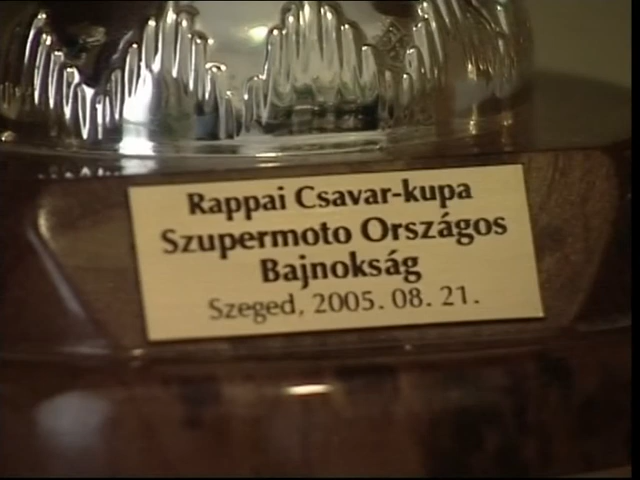 Rappai Csavar-kupa
Szupermoto Országos
Bajnokság
Szeged, 2005. 08. 21.